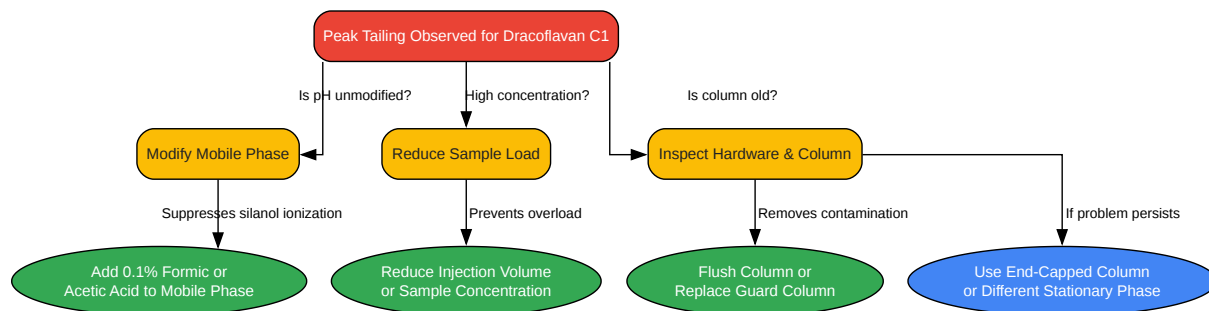 Peak Tailing Observed for Dracoflavan C1
Is pH unmodified?
High concentration?
Is column old?
Modify Mobile Phase
Reduce Sample Load
Inspect Hardware & Column
Suppresses silanol ionization
Prevents overload
Removes contamination
If problem persists
Add 0.1% Formic or
Acetic Acid to Mobile Phase
Reduce Injection Volume
or Sample Concentration
Flush Column or
Replace Guard Column
Use End-Capped Column
or Different Stationary Phase